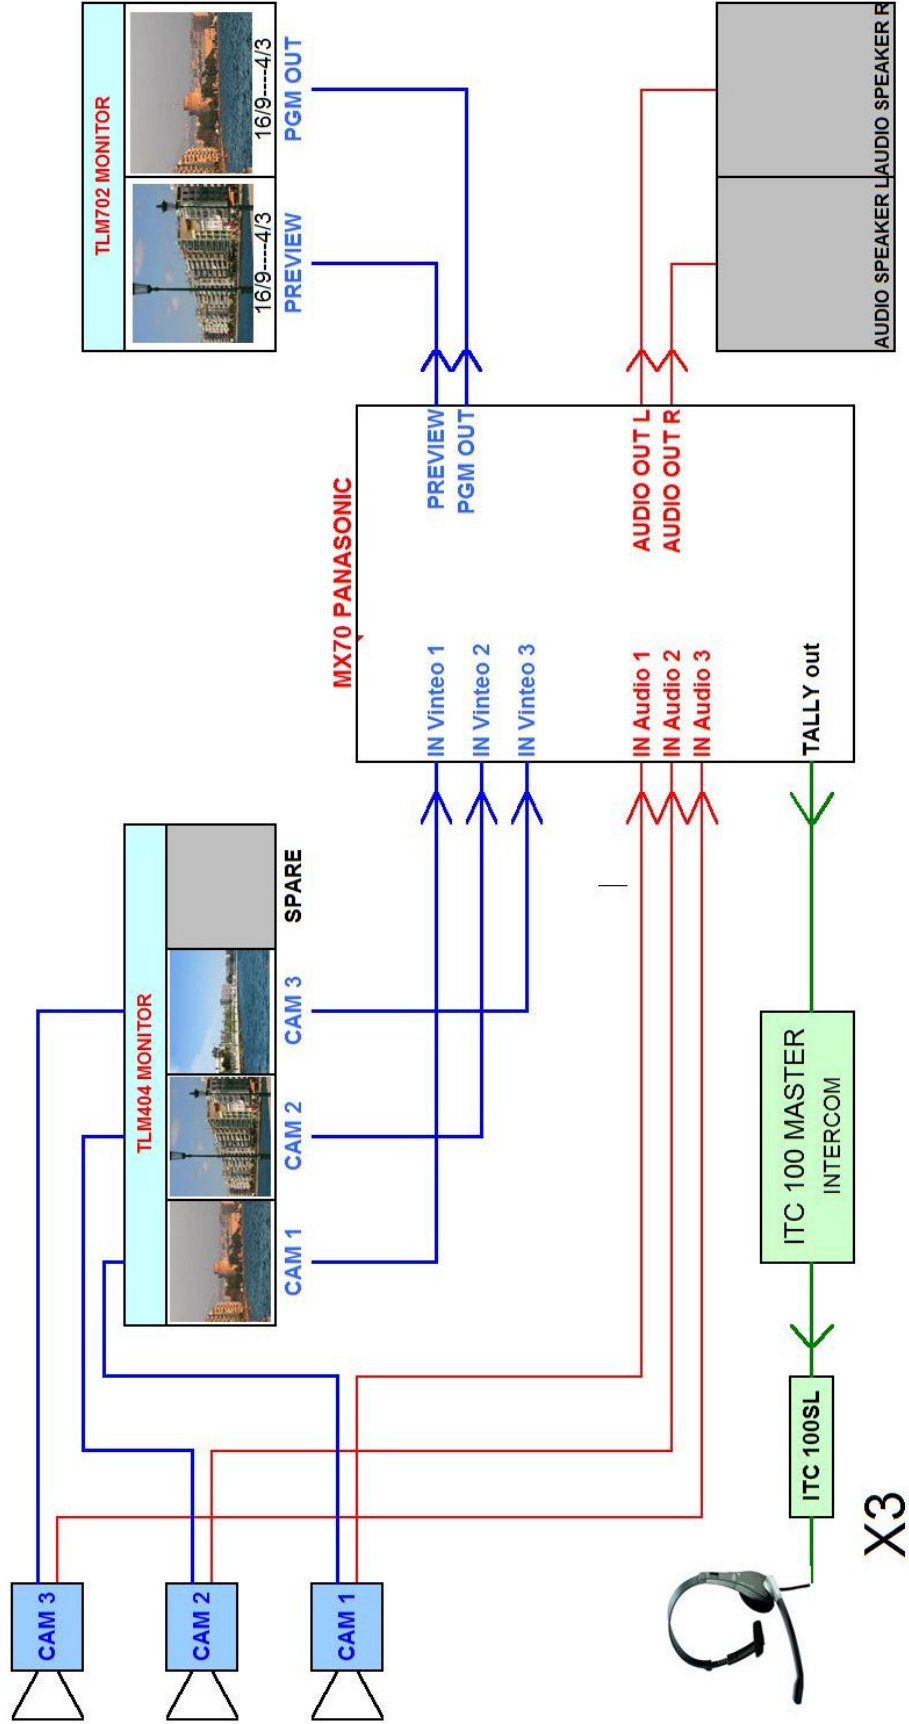 CAM 3
CAM 2
CAM 1
TLM404 MONITOR
CAM 1
CAM 2
CAM 3
SPARE
TLM702 MONITOR
16/9----4/3
16/9----4/3
PREVIEW
PGM OUT
MX70 PANASONIC
IN Vinteo 1
IN Vinteo 2
IN Vinteo 3
PREVIEW
PGM OUT
IN Audio 1
IN Audio 2
IN Audio 3
AUDIO OUT L
AUDIO OUT R
TALLY out
AUDIO SPEAKER L
AUDIO SPEAKER R
ITC 100 MASTER
INTERCOM
ITC 100SL
X3